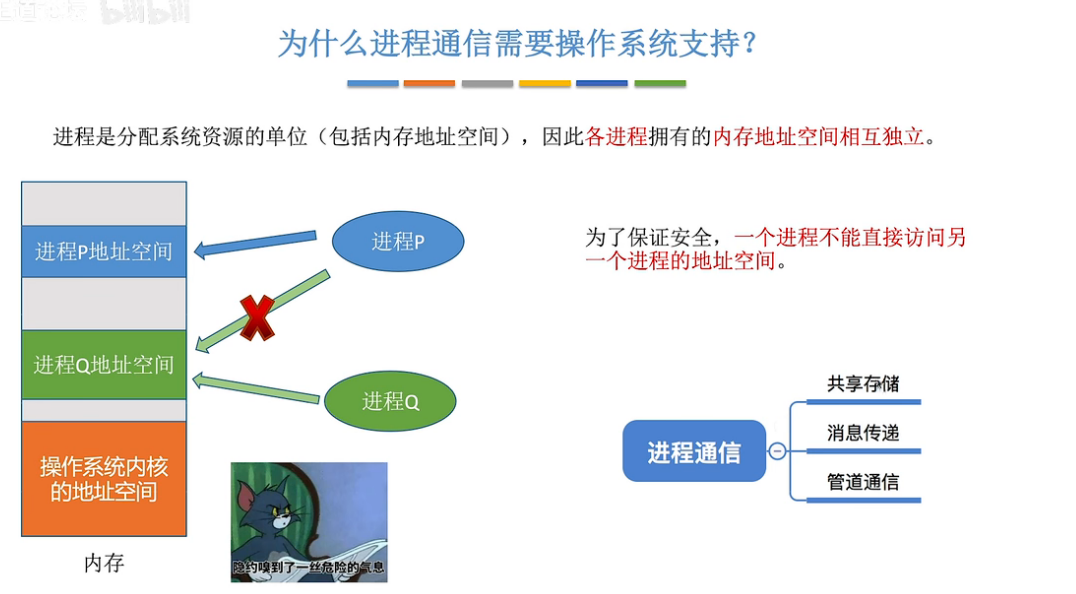 bilibili
为什么进程通信需要操作系统支持？
进程是分配系统资源的单位（包括内存地址空间），因此各进程拥有的内存地址空间相互独立。
进程P地址空间
进程P
为了保证安全，一个进程不能直接访问另
一个进程的地址空间。
进程Q地址空间
进程Q
操作系统内核
的地址空间
内存
隐约嗅到了一丝危险的气息
进程通信
共享存储
消息传递
管道通信